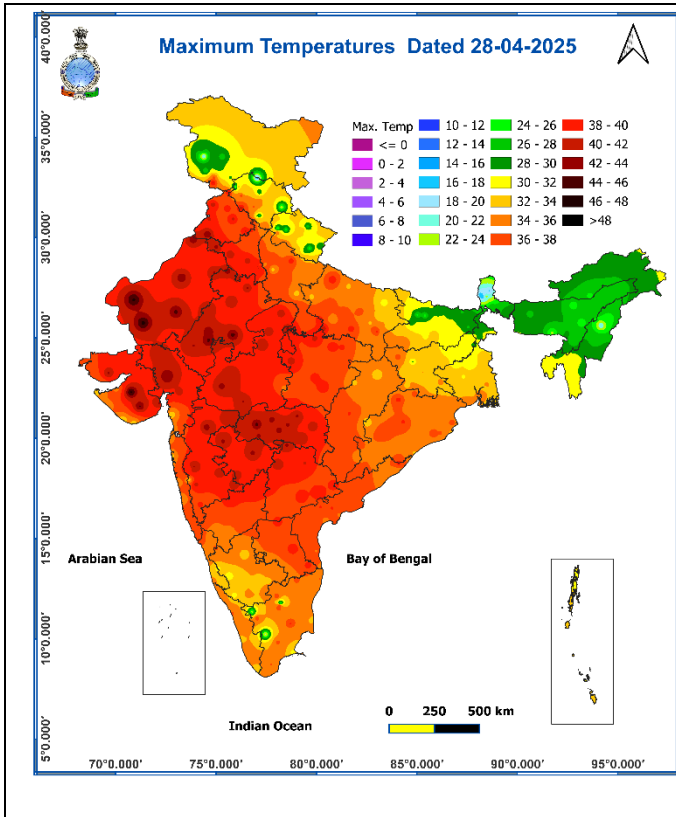 Maximum Temperatures Dated 28-04-2025
Max. Temp
<= 0
0 - 2
2 - 4
4 - 6
6 - 8
8 - 10
10 - 12
12 - 14
14 - 16
16 - 18
18 - 20
20 - 22
22 - 24
24 - 26
26 - 28
28 - 30
30 - 32
32 - 34
34 - 36
36 - 38
38 - 40
40 - 42
42 - 44
44 - 46
46 - 48
>48
40°0.000'
35°0.000'
30°0.000'
25°0.000'
20°0.000'
15°0.000'
10°0.000'
5°0.000'
Arabian Sea
Bay of Bengal
Indian Ocean
0 250 500 km
70°0.000' 75°0.000' 80°0.000' 85°0.000' 90°0.000' 95°0.000'